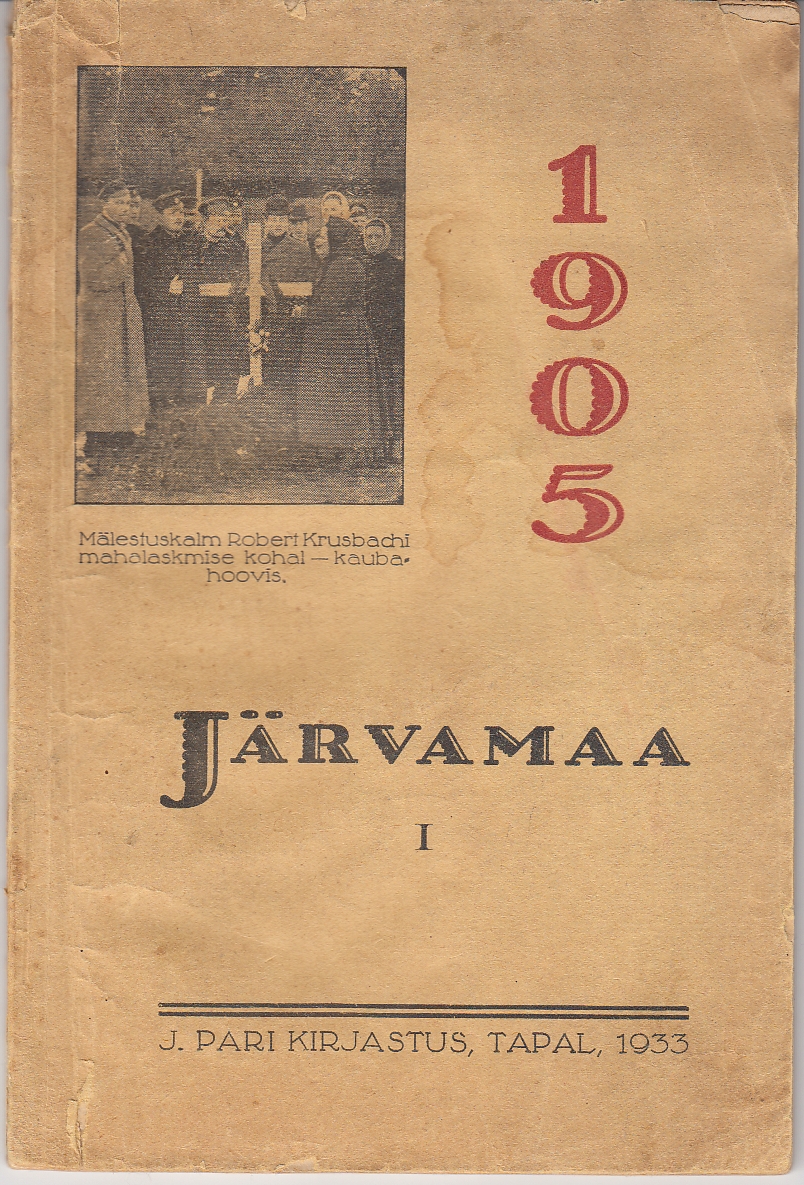 1
9
0
5
Mälestuskalm Robert Krusbachi
mahalaskmise kohal — kauba-
hoovis.
JÄRVAMAA
I
J. PARI KIRJASTUS, TAPAL, 1933